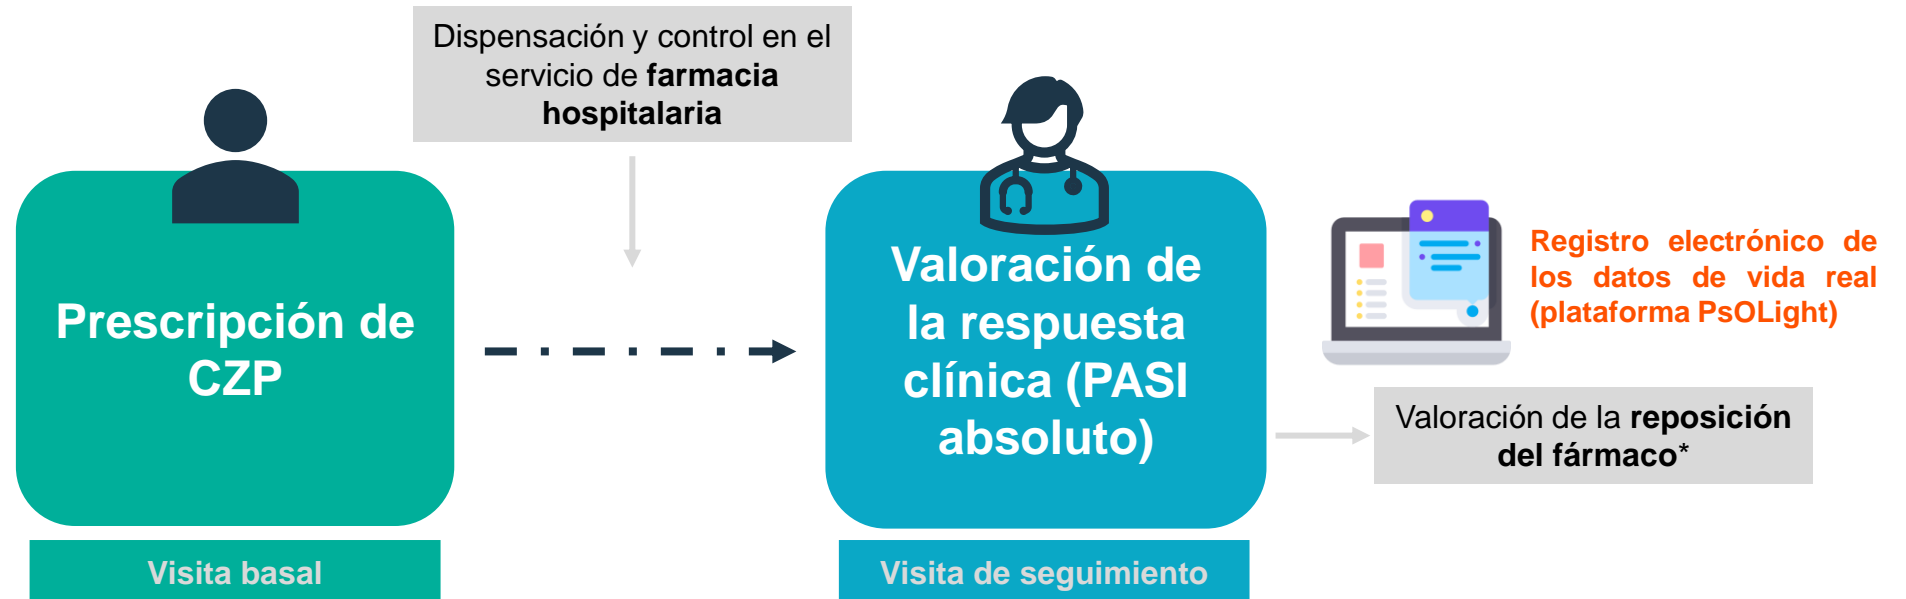 Dispensación y control en el
servicio de farmacia
hospitalaria
Prescripción de
CZP
Visita basal
Valoración de
la respuesta
clínica (PASI
absoluto)
Visita de seguimiento
Registro electrónico de
los datos de vida real
(plataforma PsOLight)
Valoración de la reposición
del fármaco*